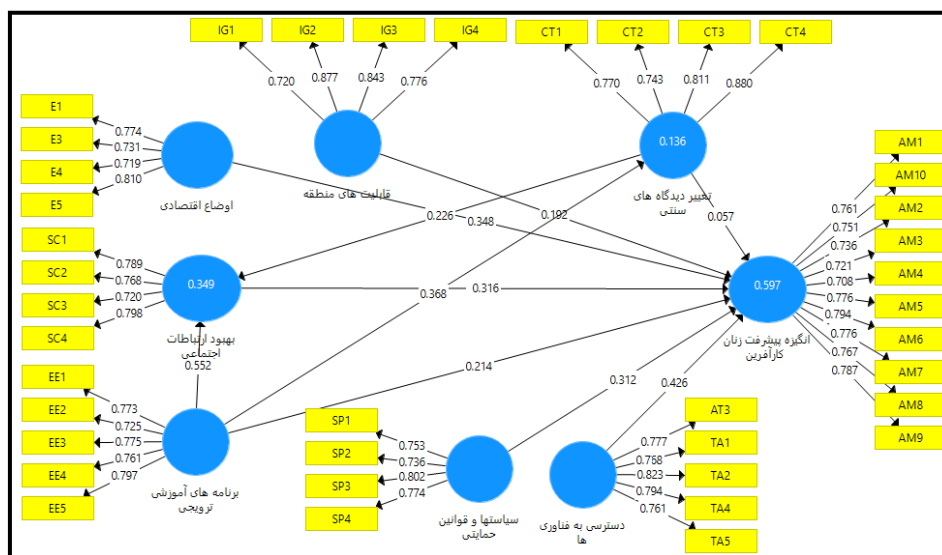 IG1
IG2
IG3
IG4
0.720
0.877
0.843
0.776
قابلیت های منطقه
CT1
CT2
CT3
CT4
0.770
0.743
0.811
0.880
0.136
تغییر دیدگاه های
سنتی
E1
E3
E4
E5
0.774
0.731
0.719
0.810
اوضاع اقتصادی
SC1
SC2
SC3
SC4
0.789
0.768
0.720
0.798
0.349
بهبود ارتباطات
اجتماعی
EE1
EE2
EE3
EE4
EE5
0.773
0.725
0.775
0.761
0.797
برنامه های آموزشی
ترویجی
0.552
0.226
0.348
0.192
0.057
0.368
0.316
0.214
0.312
0.426
SP1
SP2
SP3
SP4
0.753
0.736
0.802
0.774
سیاستها و قوانین
حمایتی
دسترسی به فناوری
ها
AT3
TA1
TA2
TA4
TA5
0.777
0.768
0.823
0.794
0.761
0.597
انگیزه پیشرفت زنان
کارآفرین
AM1
AM10
AM2
AM3
AM4
AM5
AM6
AM7
AM8
AM9
0.761
0.751
0.736
0.721
0.708
0.776
0.794
0.776
0.767
0.787